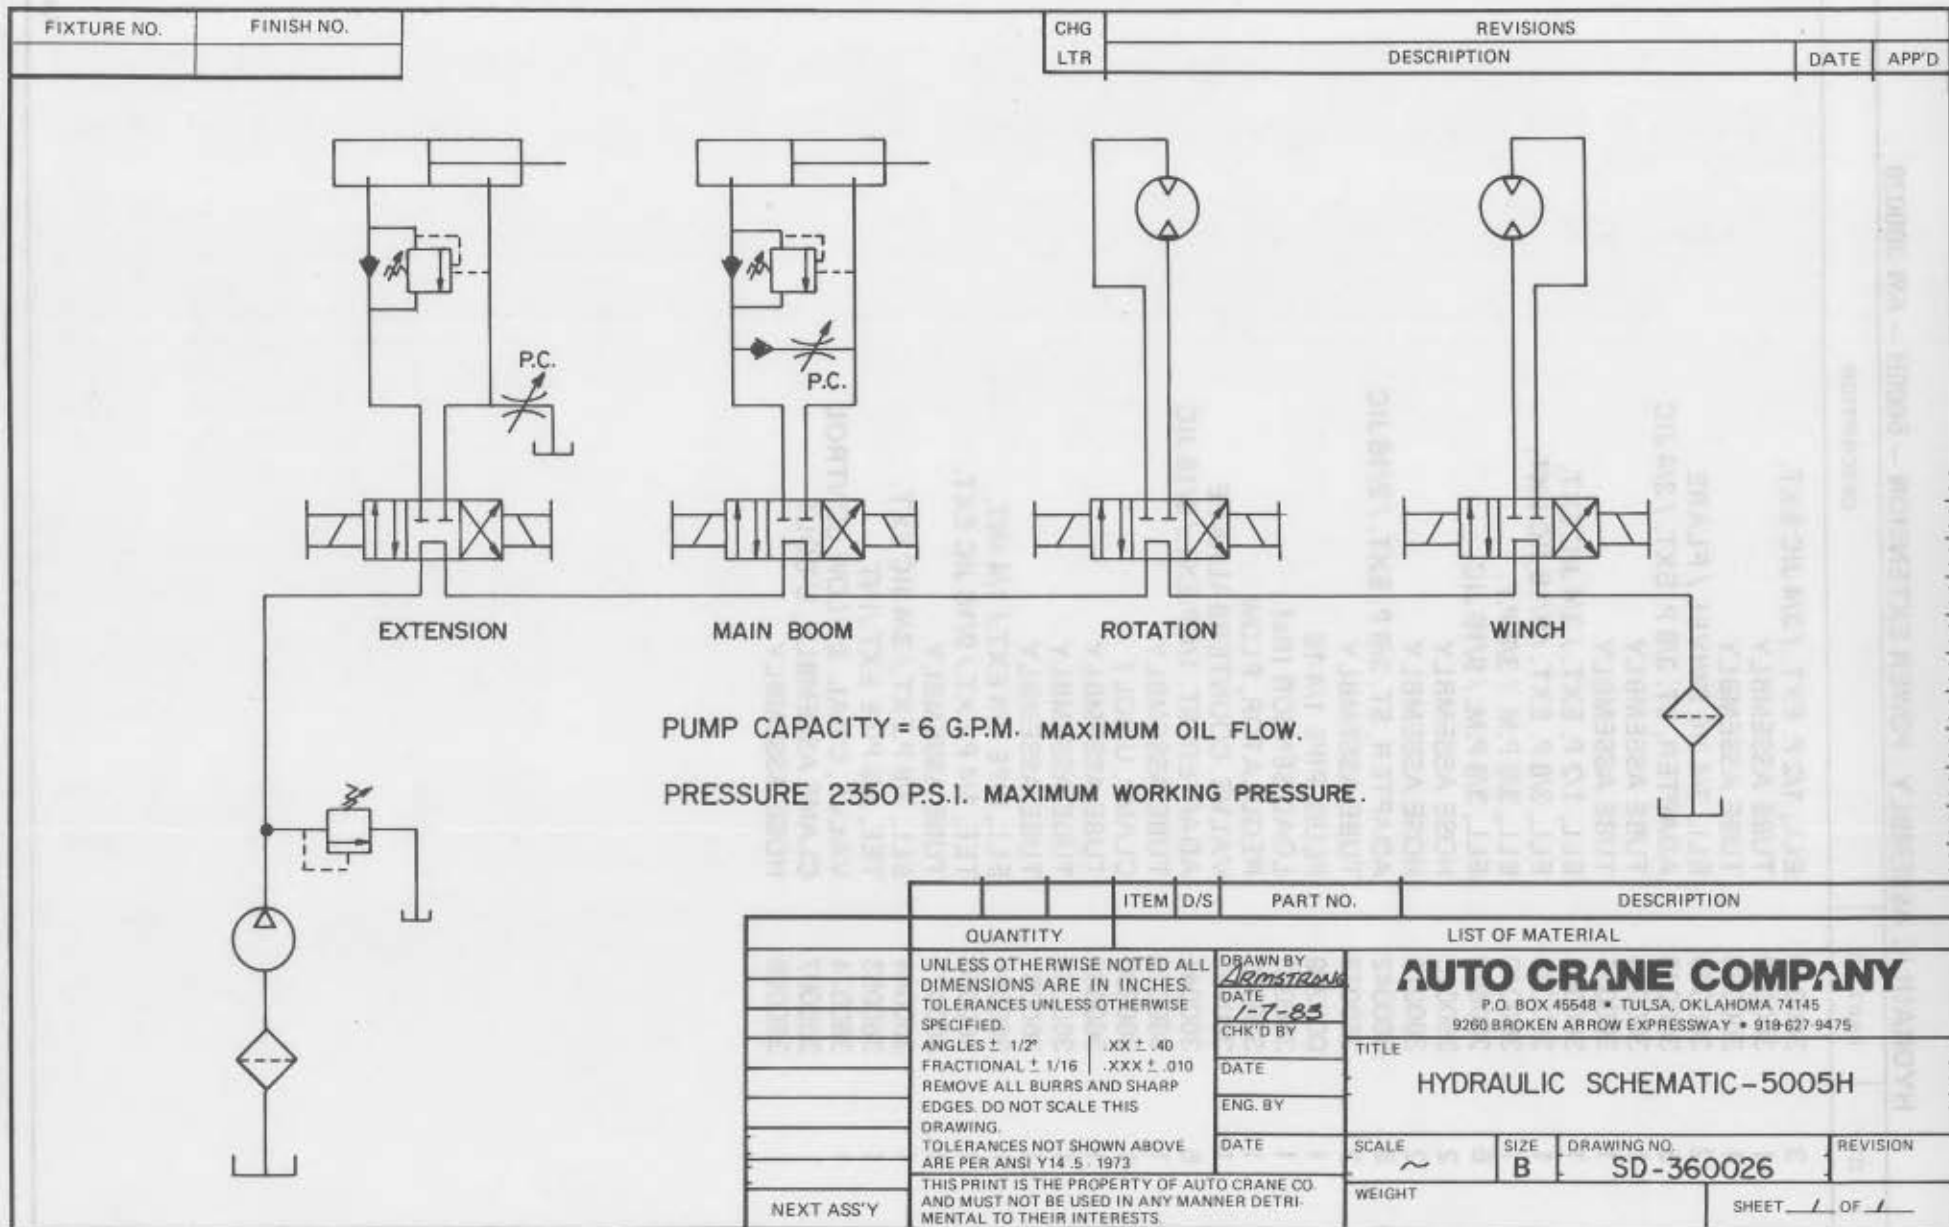 FIXTURE NO. FINISH NO.
CHG LTR
REVISIONS
DESCRIPTION DATE APP'D
P.C.
P.C.
EXTENSION MAIN BOOM ROTATION WINCH
PUMP CAPACITY = 6 G.P.M. MAXIMUM OIL FLOW.
PRESSURE 2350 P.S.I. MAXIMUM WORKING PRESSURE.
ITEM D/S PART NO. DESCRIPTION
QUANTITY LIST OF MATERIAL
UNLESS OTHERWISE NOTED ALL
DIMENSIONS ARE IN INCHES.
TOLERANCES UNLESS OTHERWISE
SPECIFIED.
ANGLES ± 1/2° .XX ± .40
FRACTIONAL ± 1/16 .XXX ± .010
REMOVE ALL BURRS AND SHARP
EDGES. DO NOT SCALE THIS
DRAWING.
TOLERANCES NOT SHOWN ABOVE
ARE PER ANSI Y14.5-1973
THIS PRINT IS THE PROPERTY OF AUTO CRANE CO.
AND MUST NOT BE USED IN ANY MANNER DETRI-
MENTAL TO THEIR INTERESTS.
NEXT ASS'Y
DRAWN BY
ARMSTRONG
DATE
1-7-83
CHK'D BY
DATE
ENG. BY
DATE
AUTO CRANE COMPANY
P.O. BOX 45548 • TULSA, OKLAHOMA 74145
9260 BROKEN ARROW EXPRESSWAY • 918-627-9475
TITLE
HYDRAULIC SCHEMATIC-5005H
SCALE ~
SIZE B
DRAWING NO. SD-360026
REVISION
WEIGHT
SHEET 1 OF 1